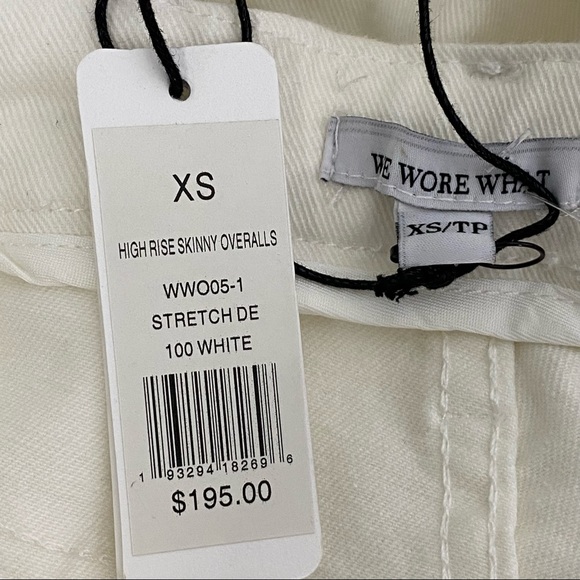 XS
HIGH RISE SKINNY OVERALLS
WWO05-1
STRETCH DE
100 WHITE
1 93294 18269 6
$195.00
WE WORE WHAT
XS/TP